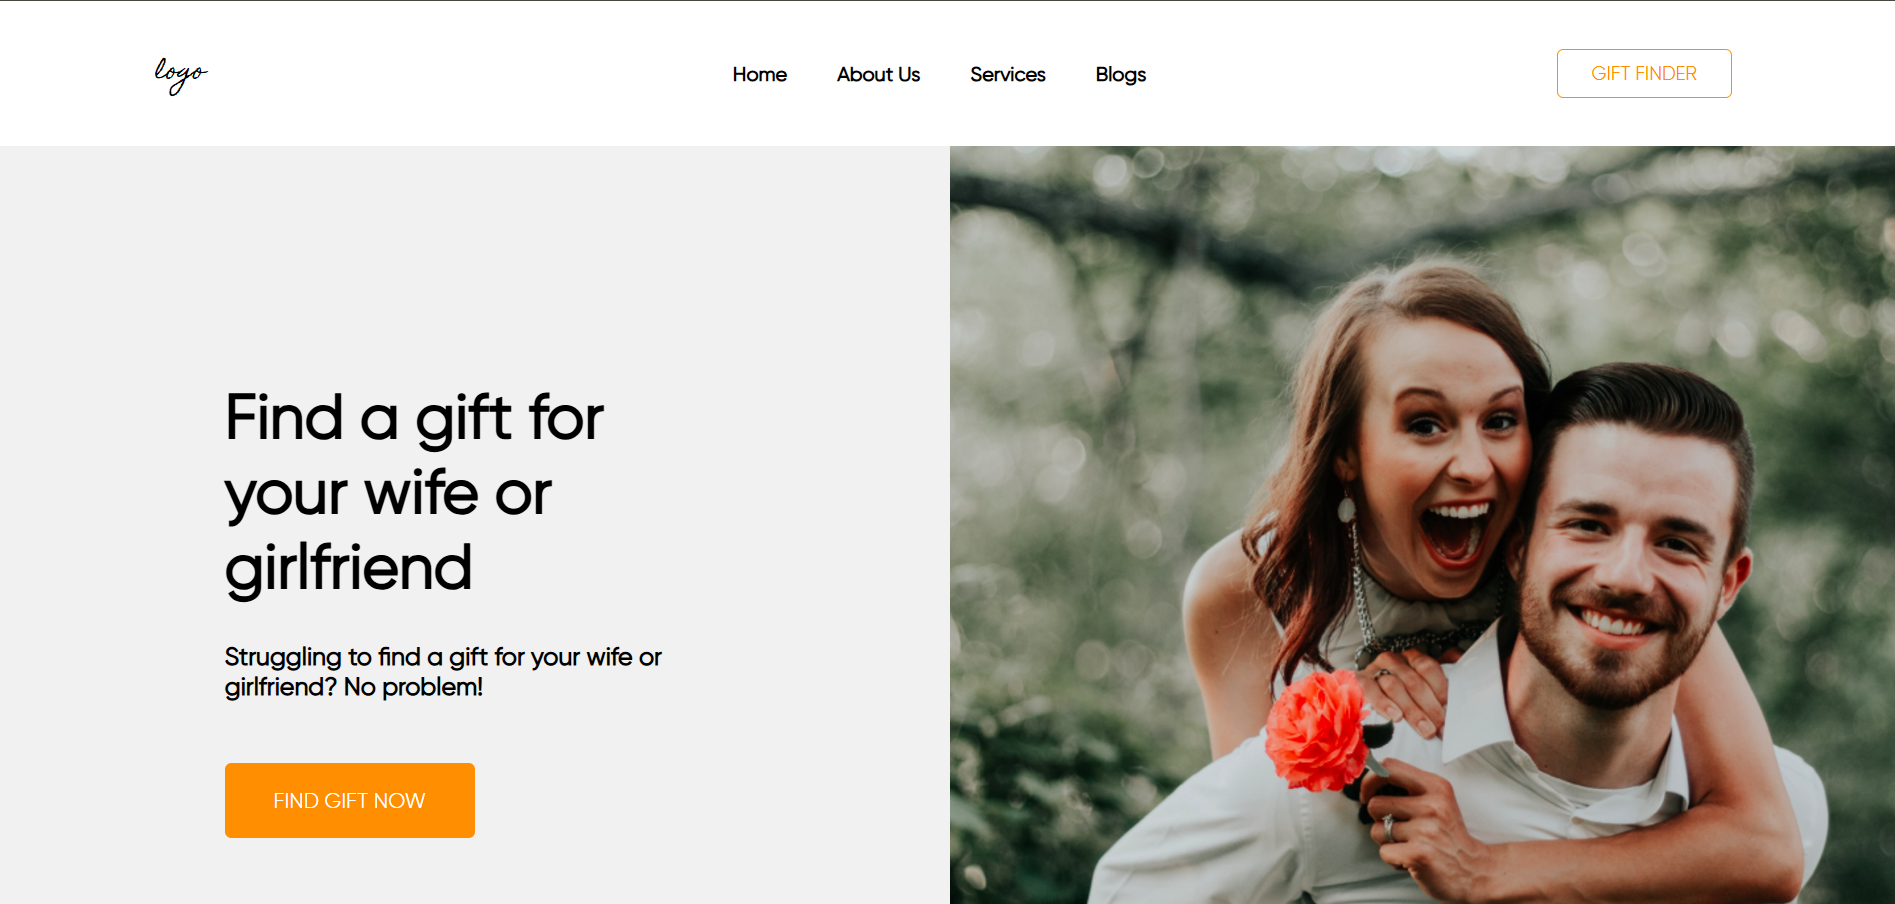 logo
Home
About Us
Services
Blogs
GIFT FINDER
Find a gift for
your wife or
girlfriend
Struggling to find a gift for your wife or
girlfriend? No problem!
FIND GIFT NOW